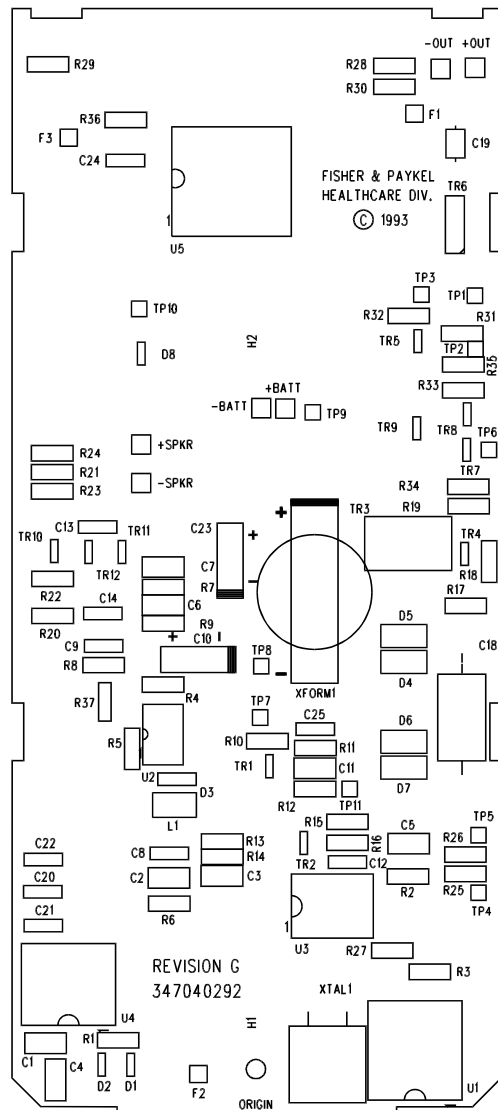 -OUT +OUT
R29
R28
R30
R36
F3
F1
C24
C19
FISHER & PAYKEL
HEALTHCARE DIV.
© 1993
TR6
1
U5
TP3
TP1
TP10
R32
R31
H2
TR5
TP2
D8
R35
R33
+BATT
-BATT
TP9
TR9
TR8
TP6
+SPKR
R24
R21
-SPKR
R23
TR7
R34
R19
C13
C23
+
TR3
TR10
TR11
+
TR4
TR12
C7
R18
R7
-
R22
C14
C6
R17
R20
R9
D5
C9
+
C10
-
C18
R8
TP8
-
D4
R4
XFORM1
R37
TP7
C25
D6
R5
1
R10
R11
U2
TR1
C11
D3
R12
D7
L1
TP11
R15
TP5
C5
R13
R16
R26
C22
C8
R14
TR2
C12
C20
C2
C3
R2
R25
TP4
C21
R6
1
U3
R27
REVISION G
347040292
R3
XTAL1
U4
H1
R1
C1
C4
D2 D1
F2
ORIGIN
U1